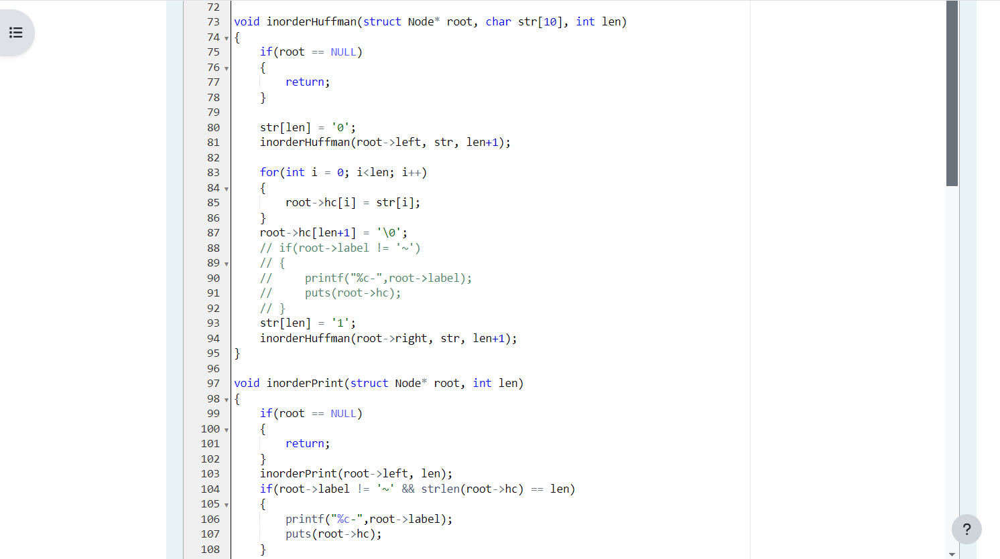 72
73 void inorderHuffman(struct Node* root, char str[10], int len)
74 {
75     if(root == NULL)
76     {
77         return;
78     }
79
80     str[len] = '0';
81     inorderHuffman(root->left, str, len+1);
82
83     for(int i = 0; i<len; i++)
84     {
85         root->hc[i] = str[i];
86     }
87     root->hc[len+1] = '\0';
88     // if(root->label != '~')
89     // {
90     //     printf("%c-",root->label);
91     //     puts(root->hc);
92     // }
93     str[len] = '1';
94     inorderHuffman(root->right, str, len+1);
95 }
96
97 void inorderPrint(struct Node* root, int len)
98 {
99     if(root == NULL)
100     {
101         return;
102     }
103     inorderPrint(root->left, len);
104     if(root->label != '~' && strlen(root->hc) == len)
105     {
106         printf("%c-",root->label);
107         puts(root->hc);
108     }
?